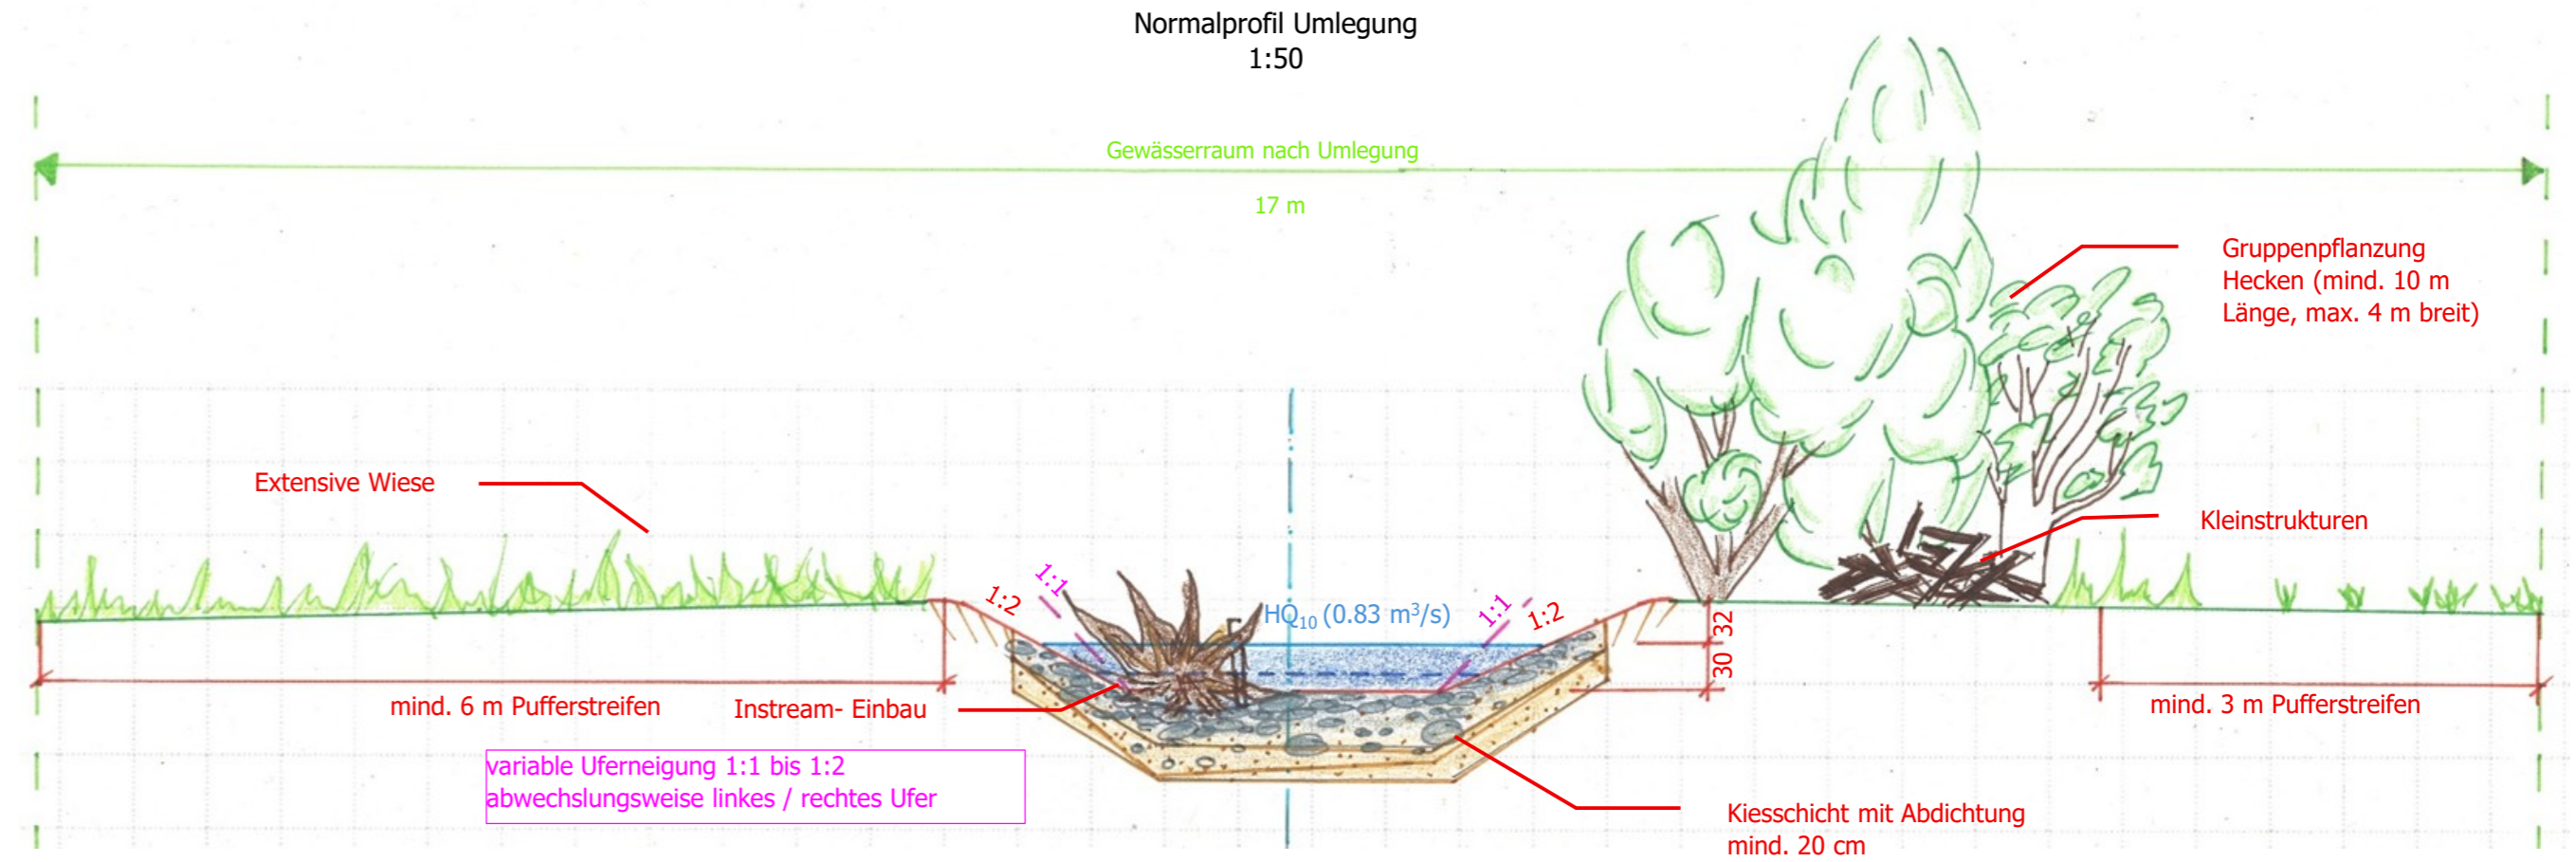 Normalprofil Umlegung
1:50
Gewässerraum nach Umlegung
17 m
Gruppenpflanzung
Hecken (mind. 10 m
Länge, max. 4 m breit)
Extensive Wiese
Kleinstrukturen
1:2
1:1
HQ10 (0.83 m³/s)
1:1
1:2
32
30
mind. 6 m Pufferstreifen
Instream- Einbau
mind. 3 m Pufferstreifen
variable Uferneigung 1:1 bis 1:2
abwechslungsweise linkes / rechtes Ufer
Kiesschicht mit Abdichtung
mind. 20 cm